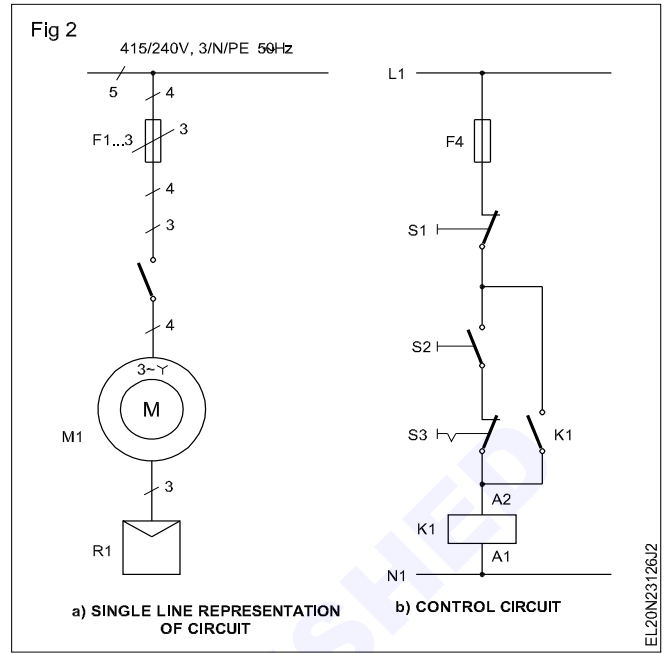 Fig 2
415/240V, 3/N/PE 50Hz
5
4
F1...3
3
4
3
4
3~
M
M1
3
R1
a) SINGLE LINE REPRESENTATION
OF CIRCUIT
L1
F4
S1
S2
S3
K1
A2
K1
A1
N1
b) CONTROL CIRCUIT
EL20N23126J2
SHED